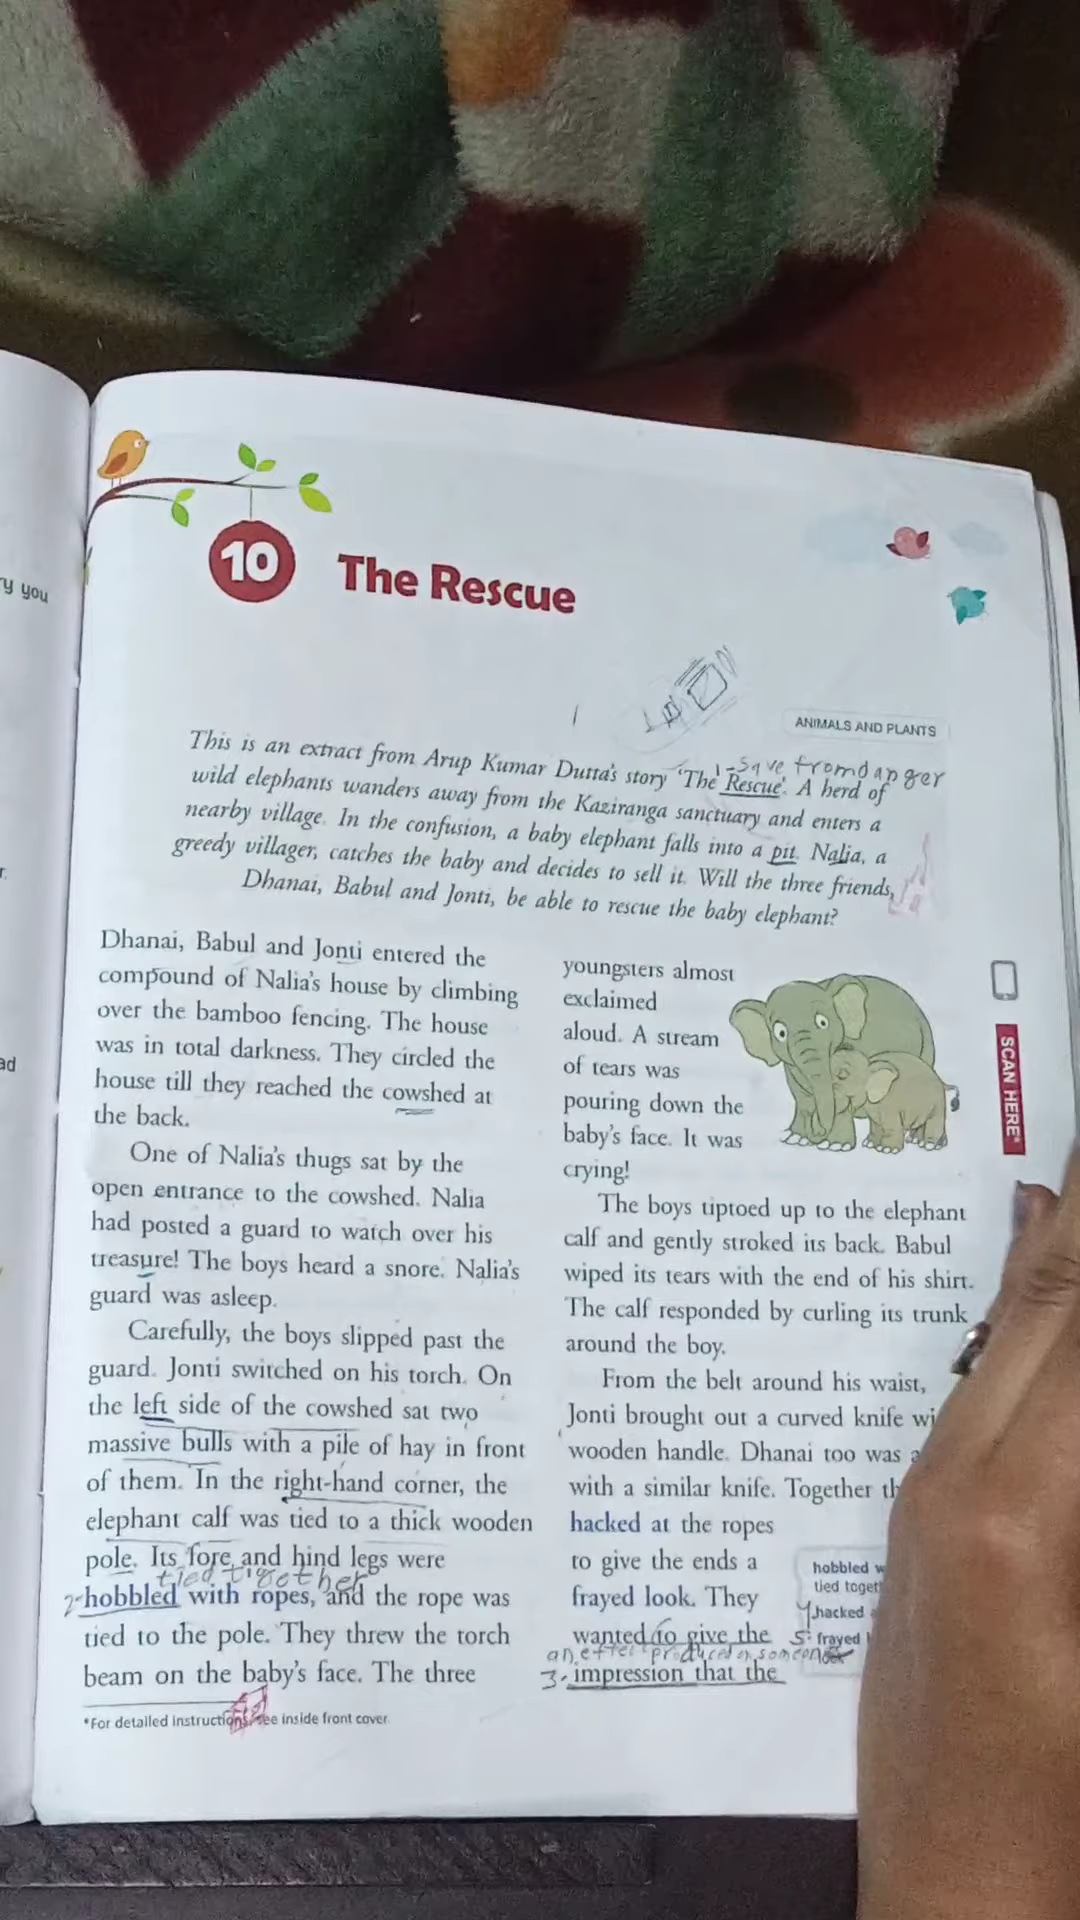 y you
ad
10
The Rescue
ANIMALS AND PLANTS
1-save from danger
This is an extract from Arup Kumar Dutta's story 'The Rescue'. A herd of
wild elephants wanders away from the Kaziranga sanctuary and enters a
nearby village. In the confusion, a baby elephant falls into a pit. Nalia, a
greedy villager, catches the baby and decides to sell it. Will the three friends,
Dhanai, Babul and Jonti, be able to rescue the baby elephant?
Dhanai, Babul and Jonti entered the
compound of Nalia's house by climbing
over the bamboo fencing. The house
was in total darkness. They circled the
house till they reached the cowshed at
the back.
One of Nalia's thugs sat by the
open entrance to the cowshed. Nalia
had posted a guard to watch over his
treasure! The boys heard a snore. Nalia's
guard was asleep.
Carefully, the boys slipped past the
guard. Jonti switched on his torch. On
the left side of the cowshed sat two
massive bulls with a pile of hay in front
of them. In the right-hand corner, the
elephant calf was tied to a thick wooden
pole. Its fore and hind legs were
tied together
2-hobbled with ropes, and the rope was
tied to the pole. They threw the torch
beam on the baby's face. The three
*For detailed instructions, see inside front cover
youngsters almost
exclaimed
aloud. A stream
of tears was
pouring down the
baby's face. It was
crying!
The boys tiptoed up to the elephant
calf and gently stroked its back. Babul
wiped its tears with the end of his shirt.
The calf responded by curling its trunk
around the boy.
From the belt around his waist,
Jonti brought out a curved knife wi
wooden handle. Dhanai too was a
with a similar knife. Together th
hacked at the ropes
to give the ends a
frayed look. They
wanted to give the
produced on
3- impression that the
SCAN HERE*
hobbled w
tied toget
4 hacked
5 frayed